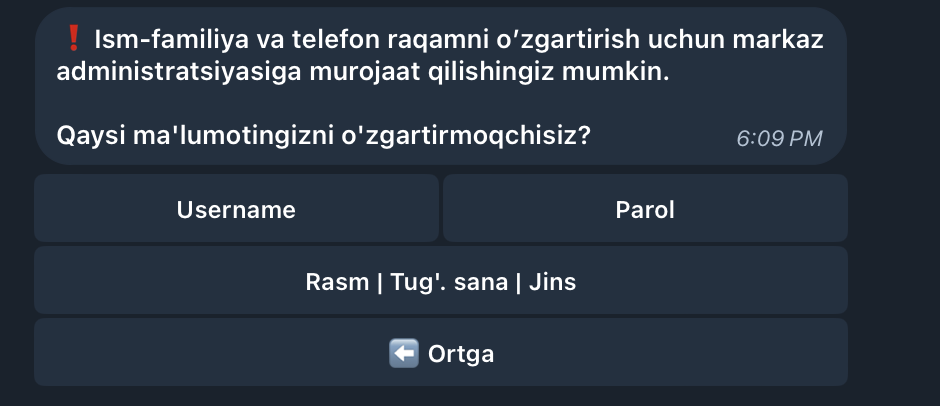 ❗ Ism-familiya va telefon raqamni o’zgartirish uchun markaz
administratsiyasiga murojaat qilishingiz mumkin.
Qaysi ma'lumotingizni o'zgartirmoqchisiz?
6:09 PM
Username
Parol
Rasm | Tug'. sana | Jins
⬅️ Ortga